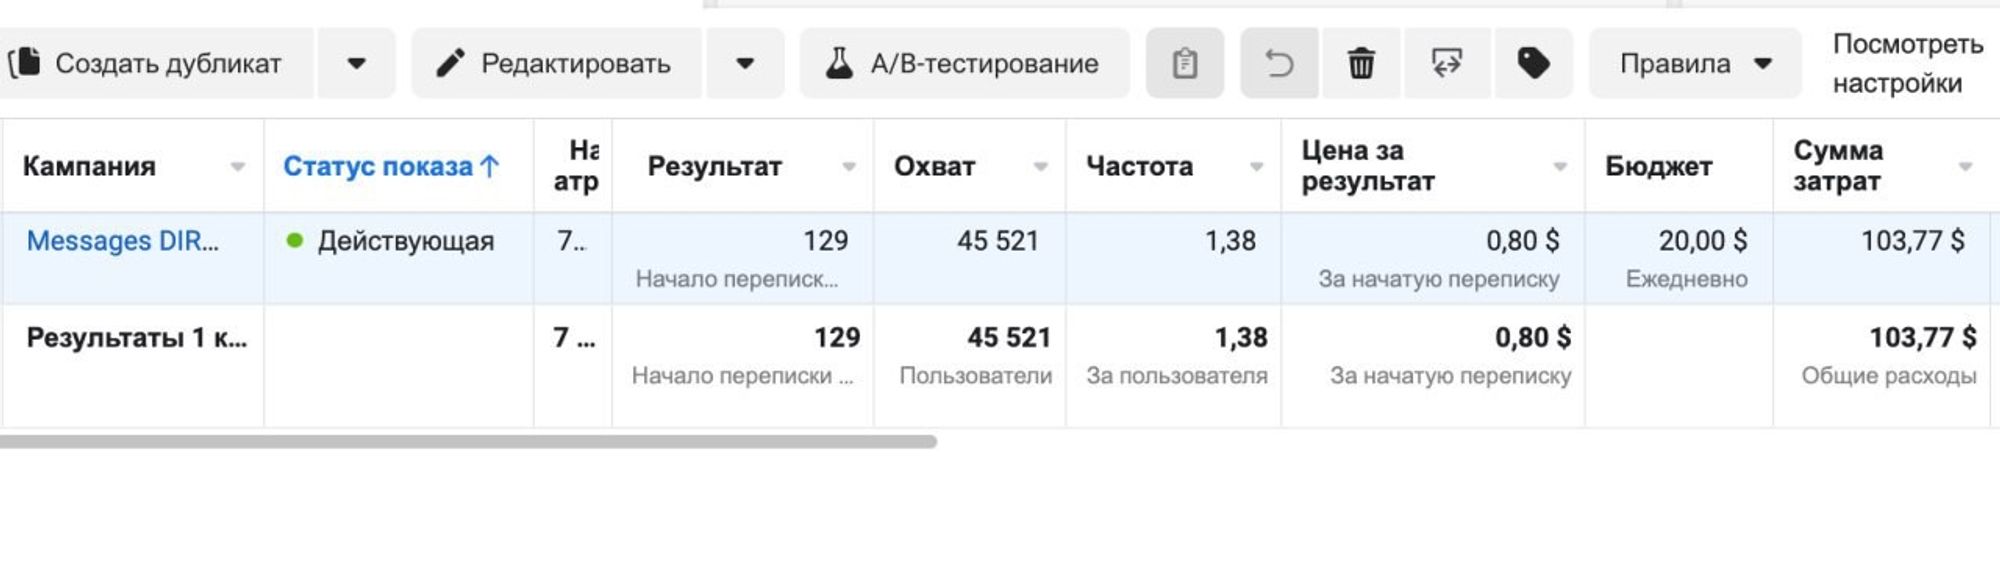 Создать дубликат
Редактировать
A/B-тестирование
Правила
Посмотреть
настройки
Кампания
Статус показа ↑
На
атр
Результат
Охват
Частота
Цена за
результат
Бюджет
Сумма
затрат
Messages DIR...
Действующая
7...
129
45 521
1,38
0,80 $
20,00 $
103,77 $
Начало переписк...
За начатую переписку
Ежедневно
Результаты 1 к...
7 ...
129
45 521
1,38
0,80 $
103,77 $
Начало переписки ...
Пользователи
За пользователя
За начатую переписку
Общие расходы